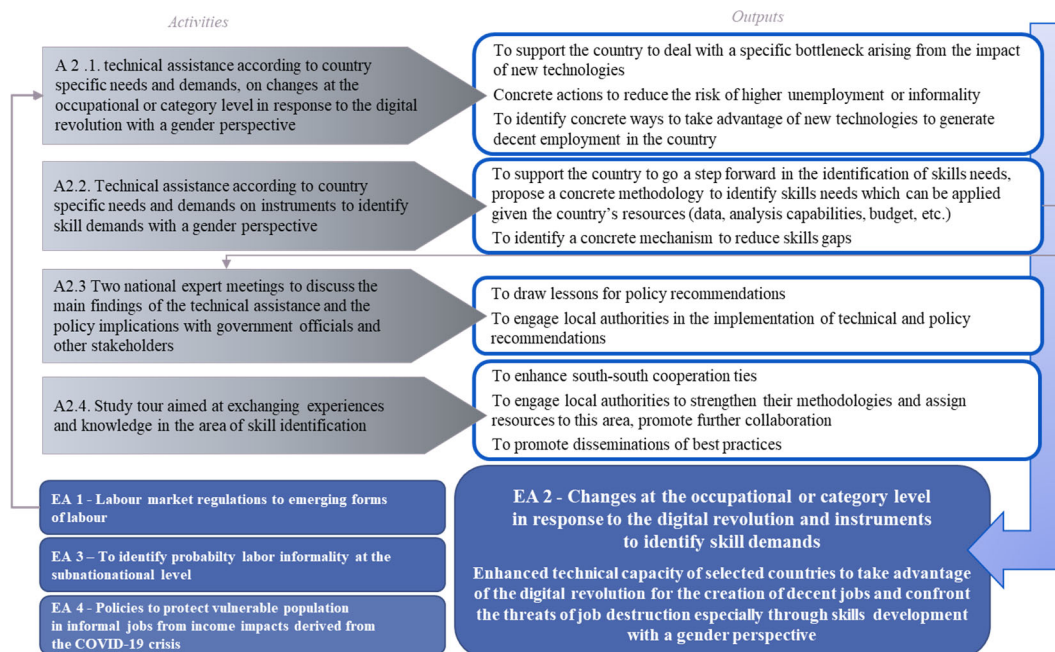 Activities
Outputs
A 2 .1. technical assistance according to country
specific needs and demands, on changes at the
occupational or category level in response to the digital
revolution with a gender perspective
To support the country to deal with a specific bottleneck arising from the impact
of new technologies
Concrete actions to reduce the risk of higher unemployment or informality
To identify concrete ways to take advantage of new technologies to generate
decent employment in the country
A2.2. Technical assistance according to country
specific needs and demands on instruments to identify
skill demands with a gender perspective
To support the country to go a step forward in the identification of skills needs,
propose a concrete methodology to identify skills needs which can be applied
given the country’s resources (data, analysis capabilities, budget, etc.)
To identify a concrete mechanism to reduce skills gaps
A2.3 Two national expert meetings to discuss the
main findings of the technical assistance and the
policy implications with government officials and
other stakeholders
To draw lessons for policy recommendations
To engage local authorities in the implementation of technical and policy
recommendations
A2.4. Study tour aimed at exchanging experiences
and knowledge in the area of skill identification
To enhance south-south cooperation ties
To engage local authorities to strengthen their methodologies and assign
resources to this area, promote further collaboration
To promote disseminations of best practices
EA 1 - Labour market regulations to emerging forms
of labour
EA 3 – To identify probabilty labor informality at the
subnationational level
EA 4 - Policies to protect vulnerable population
in informal jobs from income impacts derived from
the COVID-19 crisis
EA 2 - Changes at the occupational or category level
in response to the digital revolution and instruments
to identify skill demands
Enhanced technical capacity of selected countries to take advantage
of the digital revolution for the creation of decent jobs and confront
the threats of job destruction especially through skills development
with a gender perspective